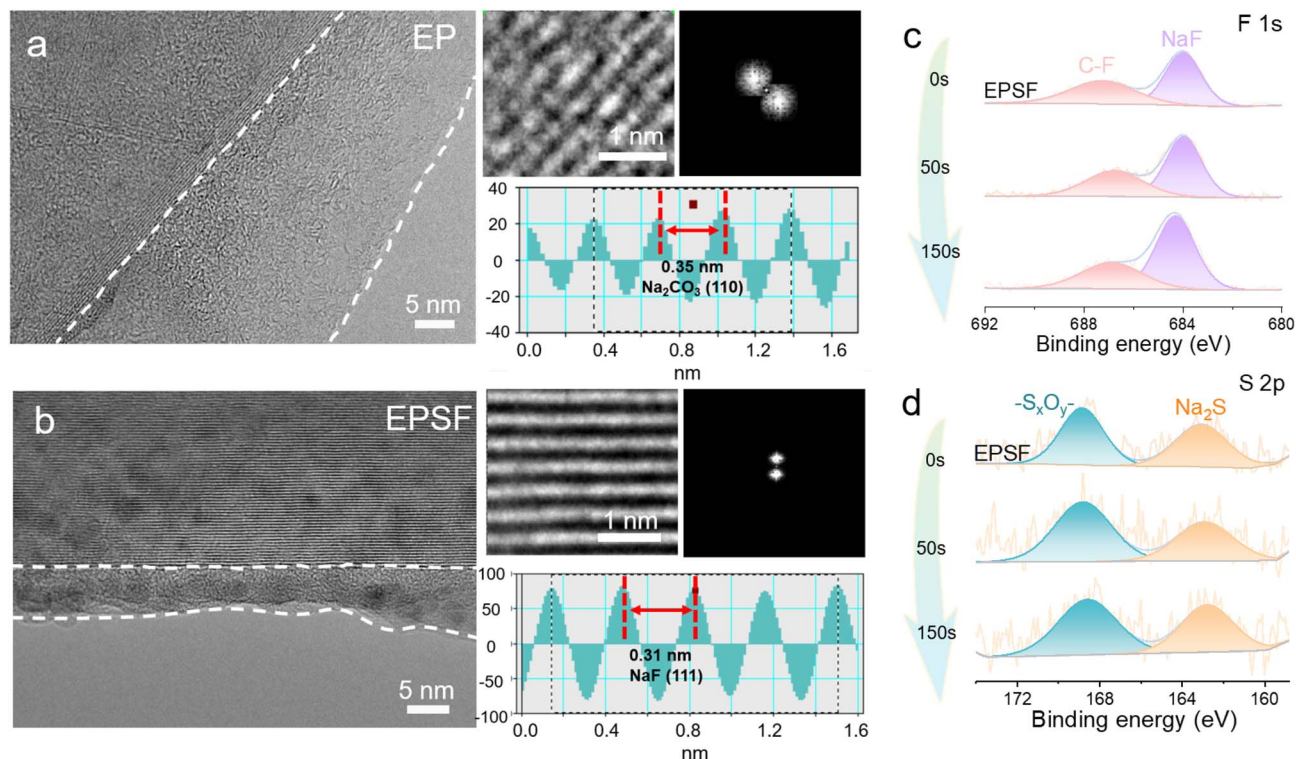 a
EP
5 nm
1 nm
40
20
0
-20
-40
0.35 nm
Na₂CO₃ (110)
0.0 0.4 0.8 1.2 1.6
nm
b
EPSF
5 nm
1 nm
100
50
0
-50
-100
0.31 nm
NaF (111)
0.0 0.4 0.8 1.2 1.6
nm
c
F 1s
NaF
C-F
0s
EPSF
50s
150s
692 688 684 680
Binding energy (eV)
d
S 2p
-SₓOᵧ-
Na₂S
0s
EPSF
50s
150s
172 168 164 160
Binding energy (eV)